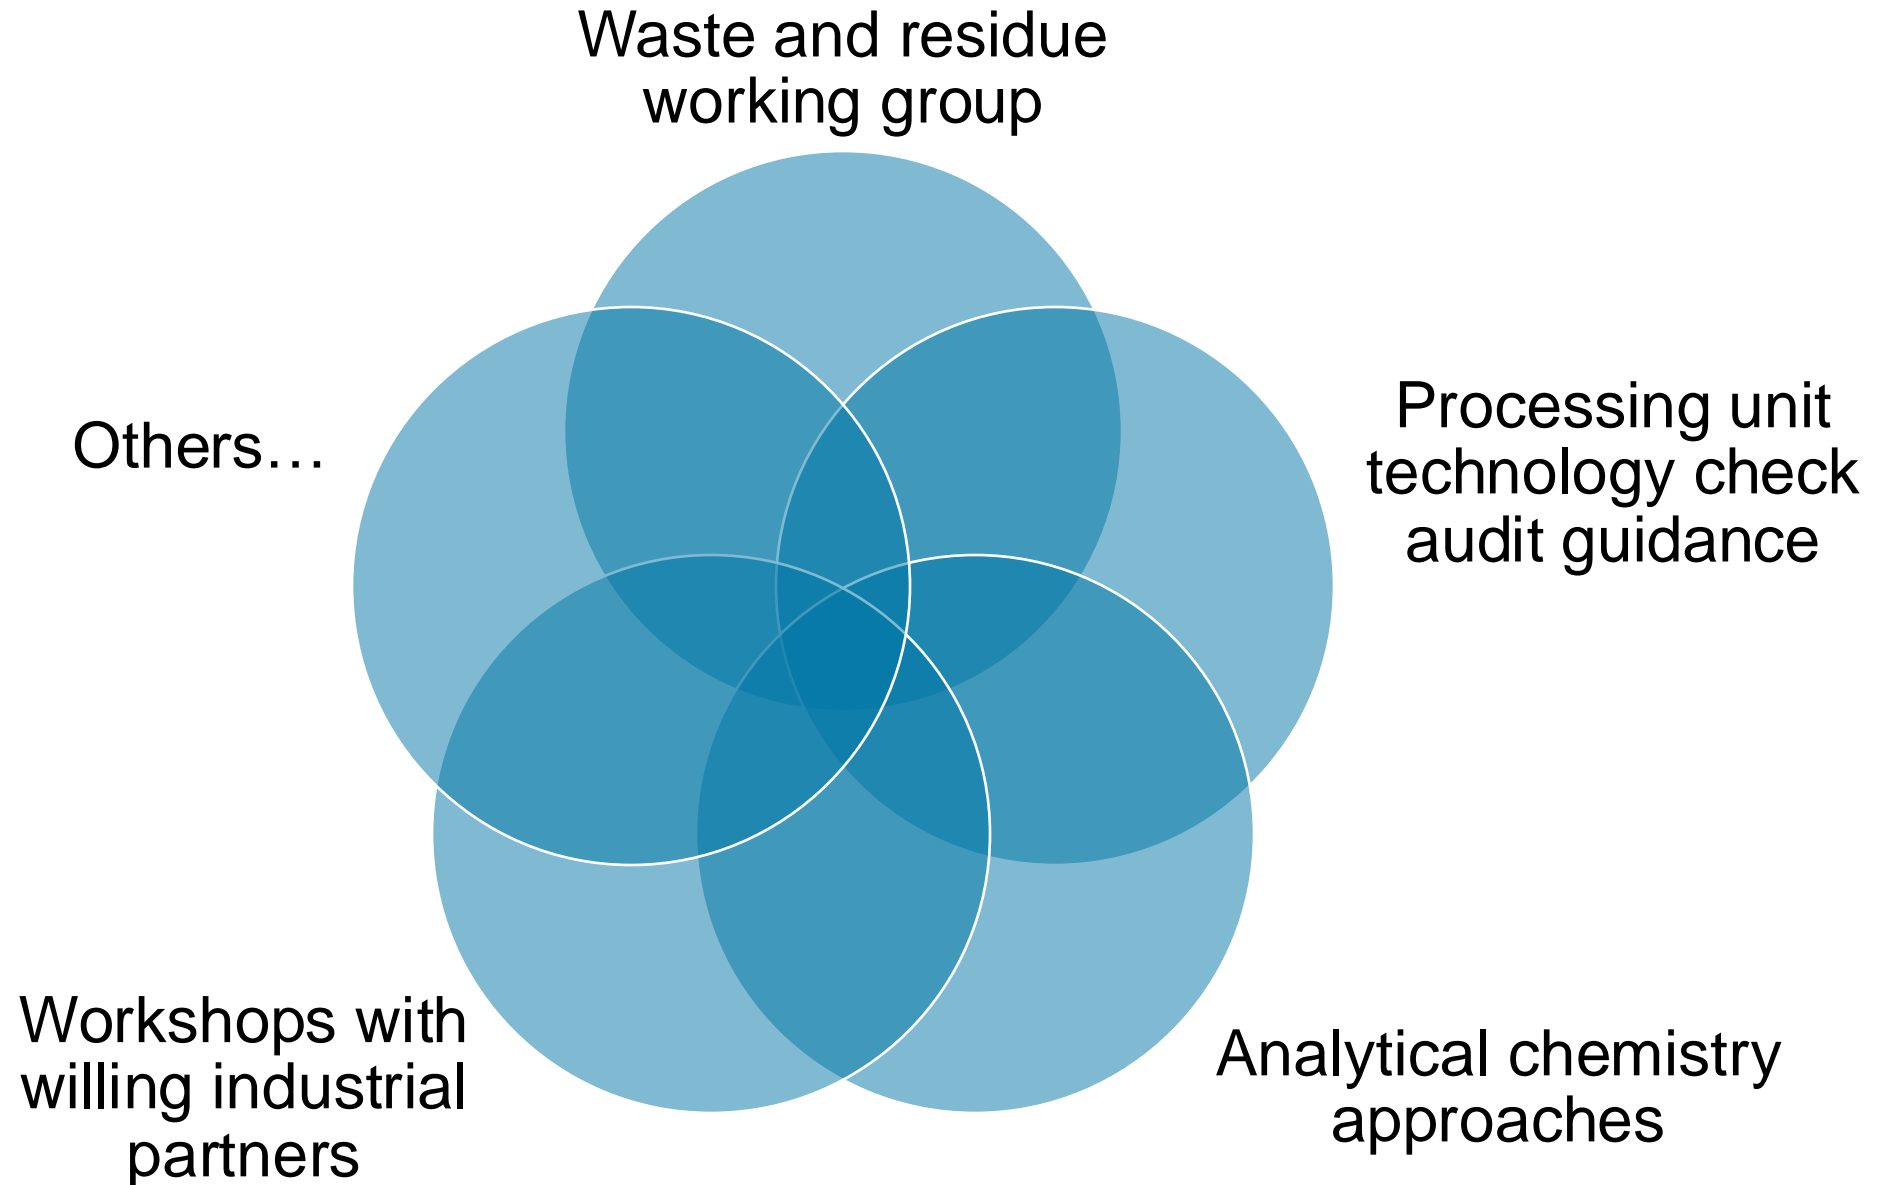 Waste and residue
working group
Processing unit
technology check
audit guidance
Others…
Workshops with
willing industrial
partners
Analytical chemistry
approaches